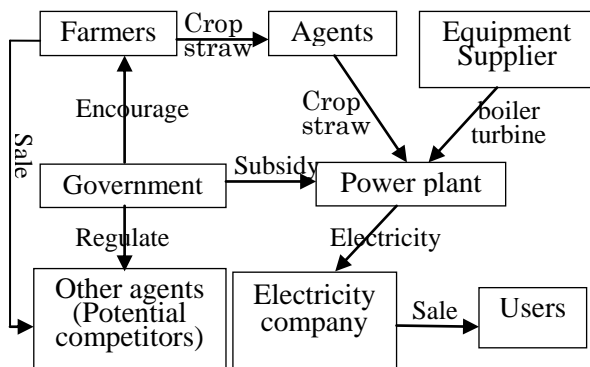 Farmers
Crop
straw
Agents
Equipment
Supplier
Encourage
Crop
straw
boiler
turbine
Sale
Government
Subsidy
Power plant
Regulate
Electricity
Other agents
(Potential
competitors)
Electricity
company
Sale
Users